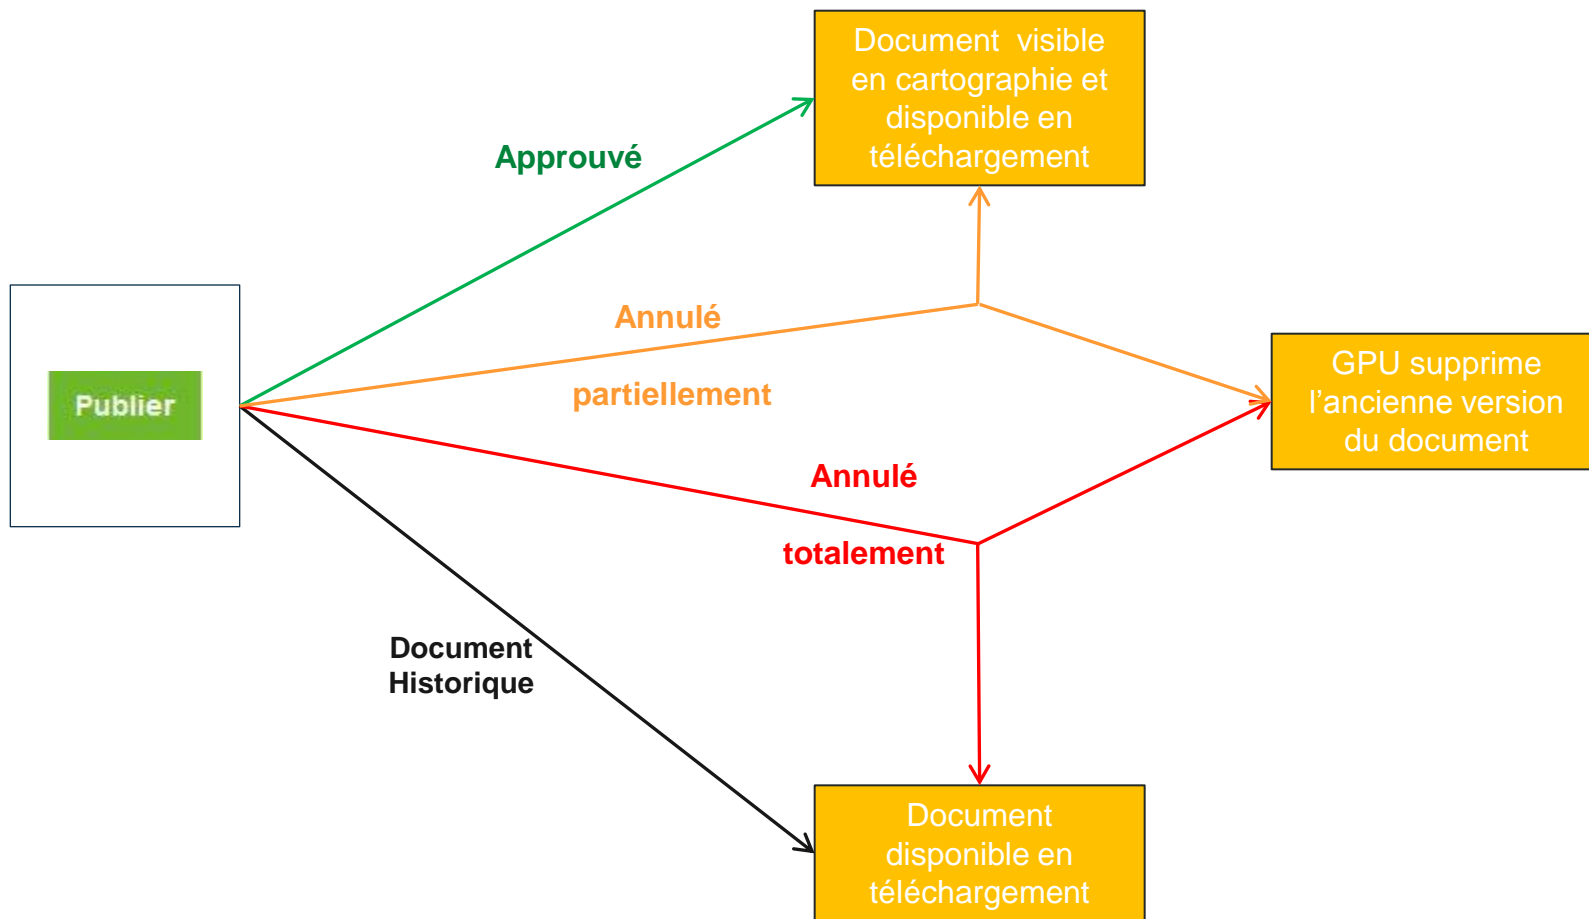 Document visible
en cartographie et
disponible en
téléchargement
Approuvé
Annulé
partiellement
Publier
GPU supprime
l’ancienne version
du document
Annulé
totalement
Document
Historique
Document
disponible en
téléchargement